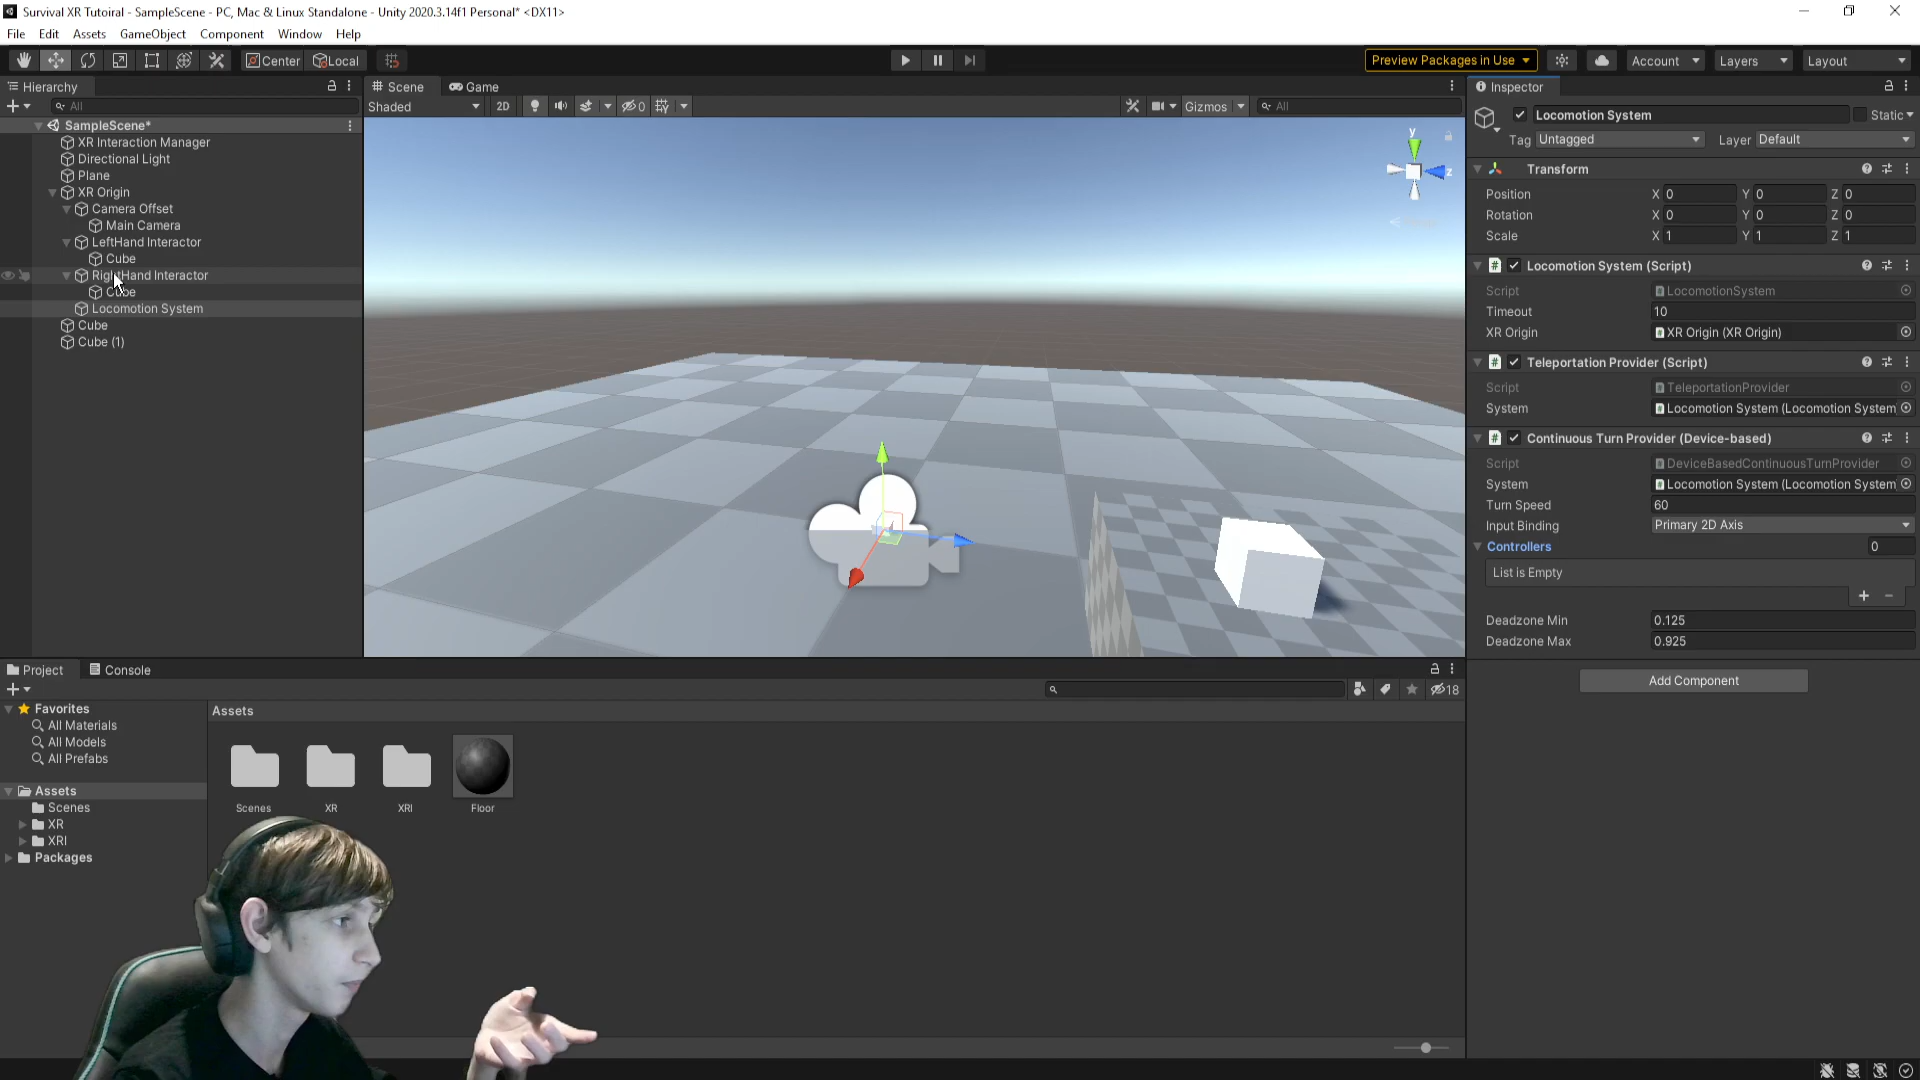 Survival XR Tutoiral - SampleScene - PC, Mac & Linux Standalone - Unity 2020.3.14f1 Personal* <DX11>
File Edit Assets GameObject Component Window Help
Center Local Preview Packages in Use Account Layers Layout
Hierarchy
All
SampleScene*
XR Interaction Manager
Directional Light
Plane
XR Origin
Camera Offset
Main Camera
LeftHand Interactor
Cube
RightHand Interactor
Cube
Locomotion System
Cube
Cube (1)
Scene Game
Shaded 2D 0 Gizmos All
y
z
Inspector
Locomotion System Static
Tag Untagged Layer Default
Transform
Position X 0 Y 0 Z 0
Rotation X 0 Y 0 Z 0
Scale X 1 Y 1 Z 1
Locomotion System (Script)
Script LocomotionSystem
Timeout 10
XR Origin XR Origin (XR Origin)
Teleportation Provider (Script)
Script TeleportationProvider
System Locomotion System (Locomotion System
Continuous Turn Provider (Device-based)
Script DeviceBasedContinuousTurnProvider
System Locomotion System (Locomotion System
Turn Speed 60
Input Binding Primary 2D Axis
Controllers 0
List is Empty
+ -
Deadzone Min 0.125
Deadzone Max 0.925
Add Component
Project Console
18
Favorites
All Materials
All Models
All Prefabs
Assets
Scenes
XR
XRI
Packages
Assets
Scenes XR XRI Floor